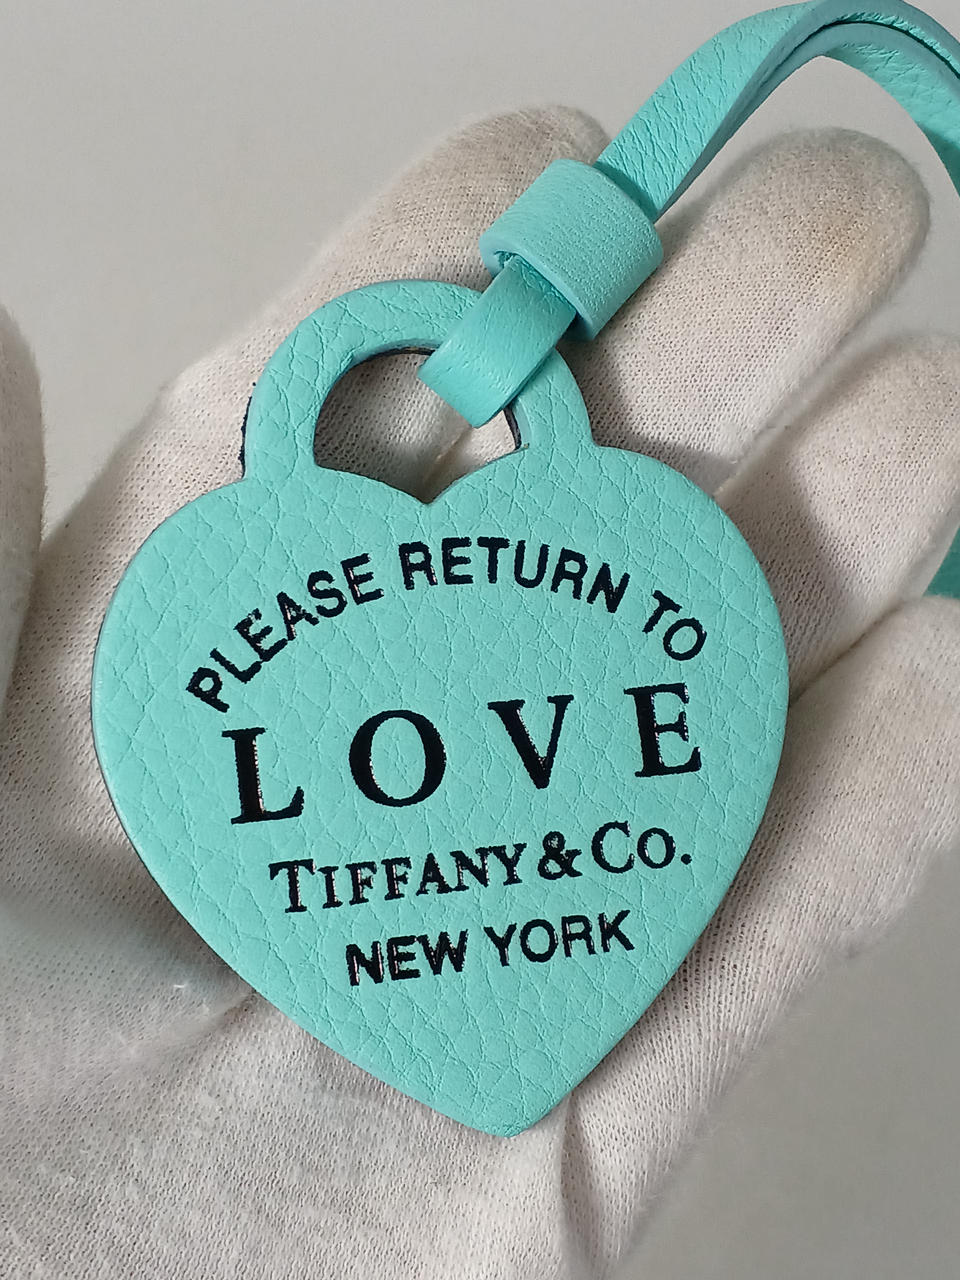 PLEASE RETURN TO
LOVE
TIFFANY & CO.
NEW YORK